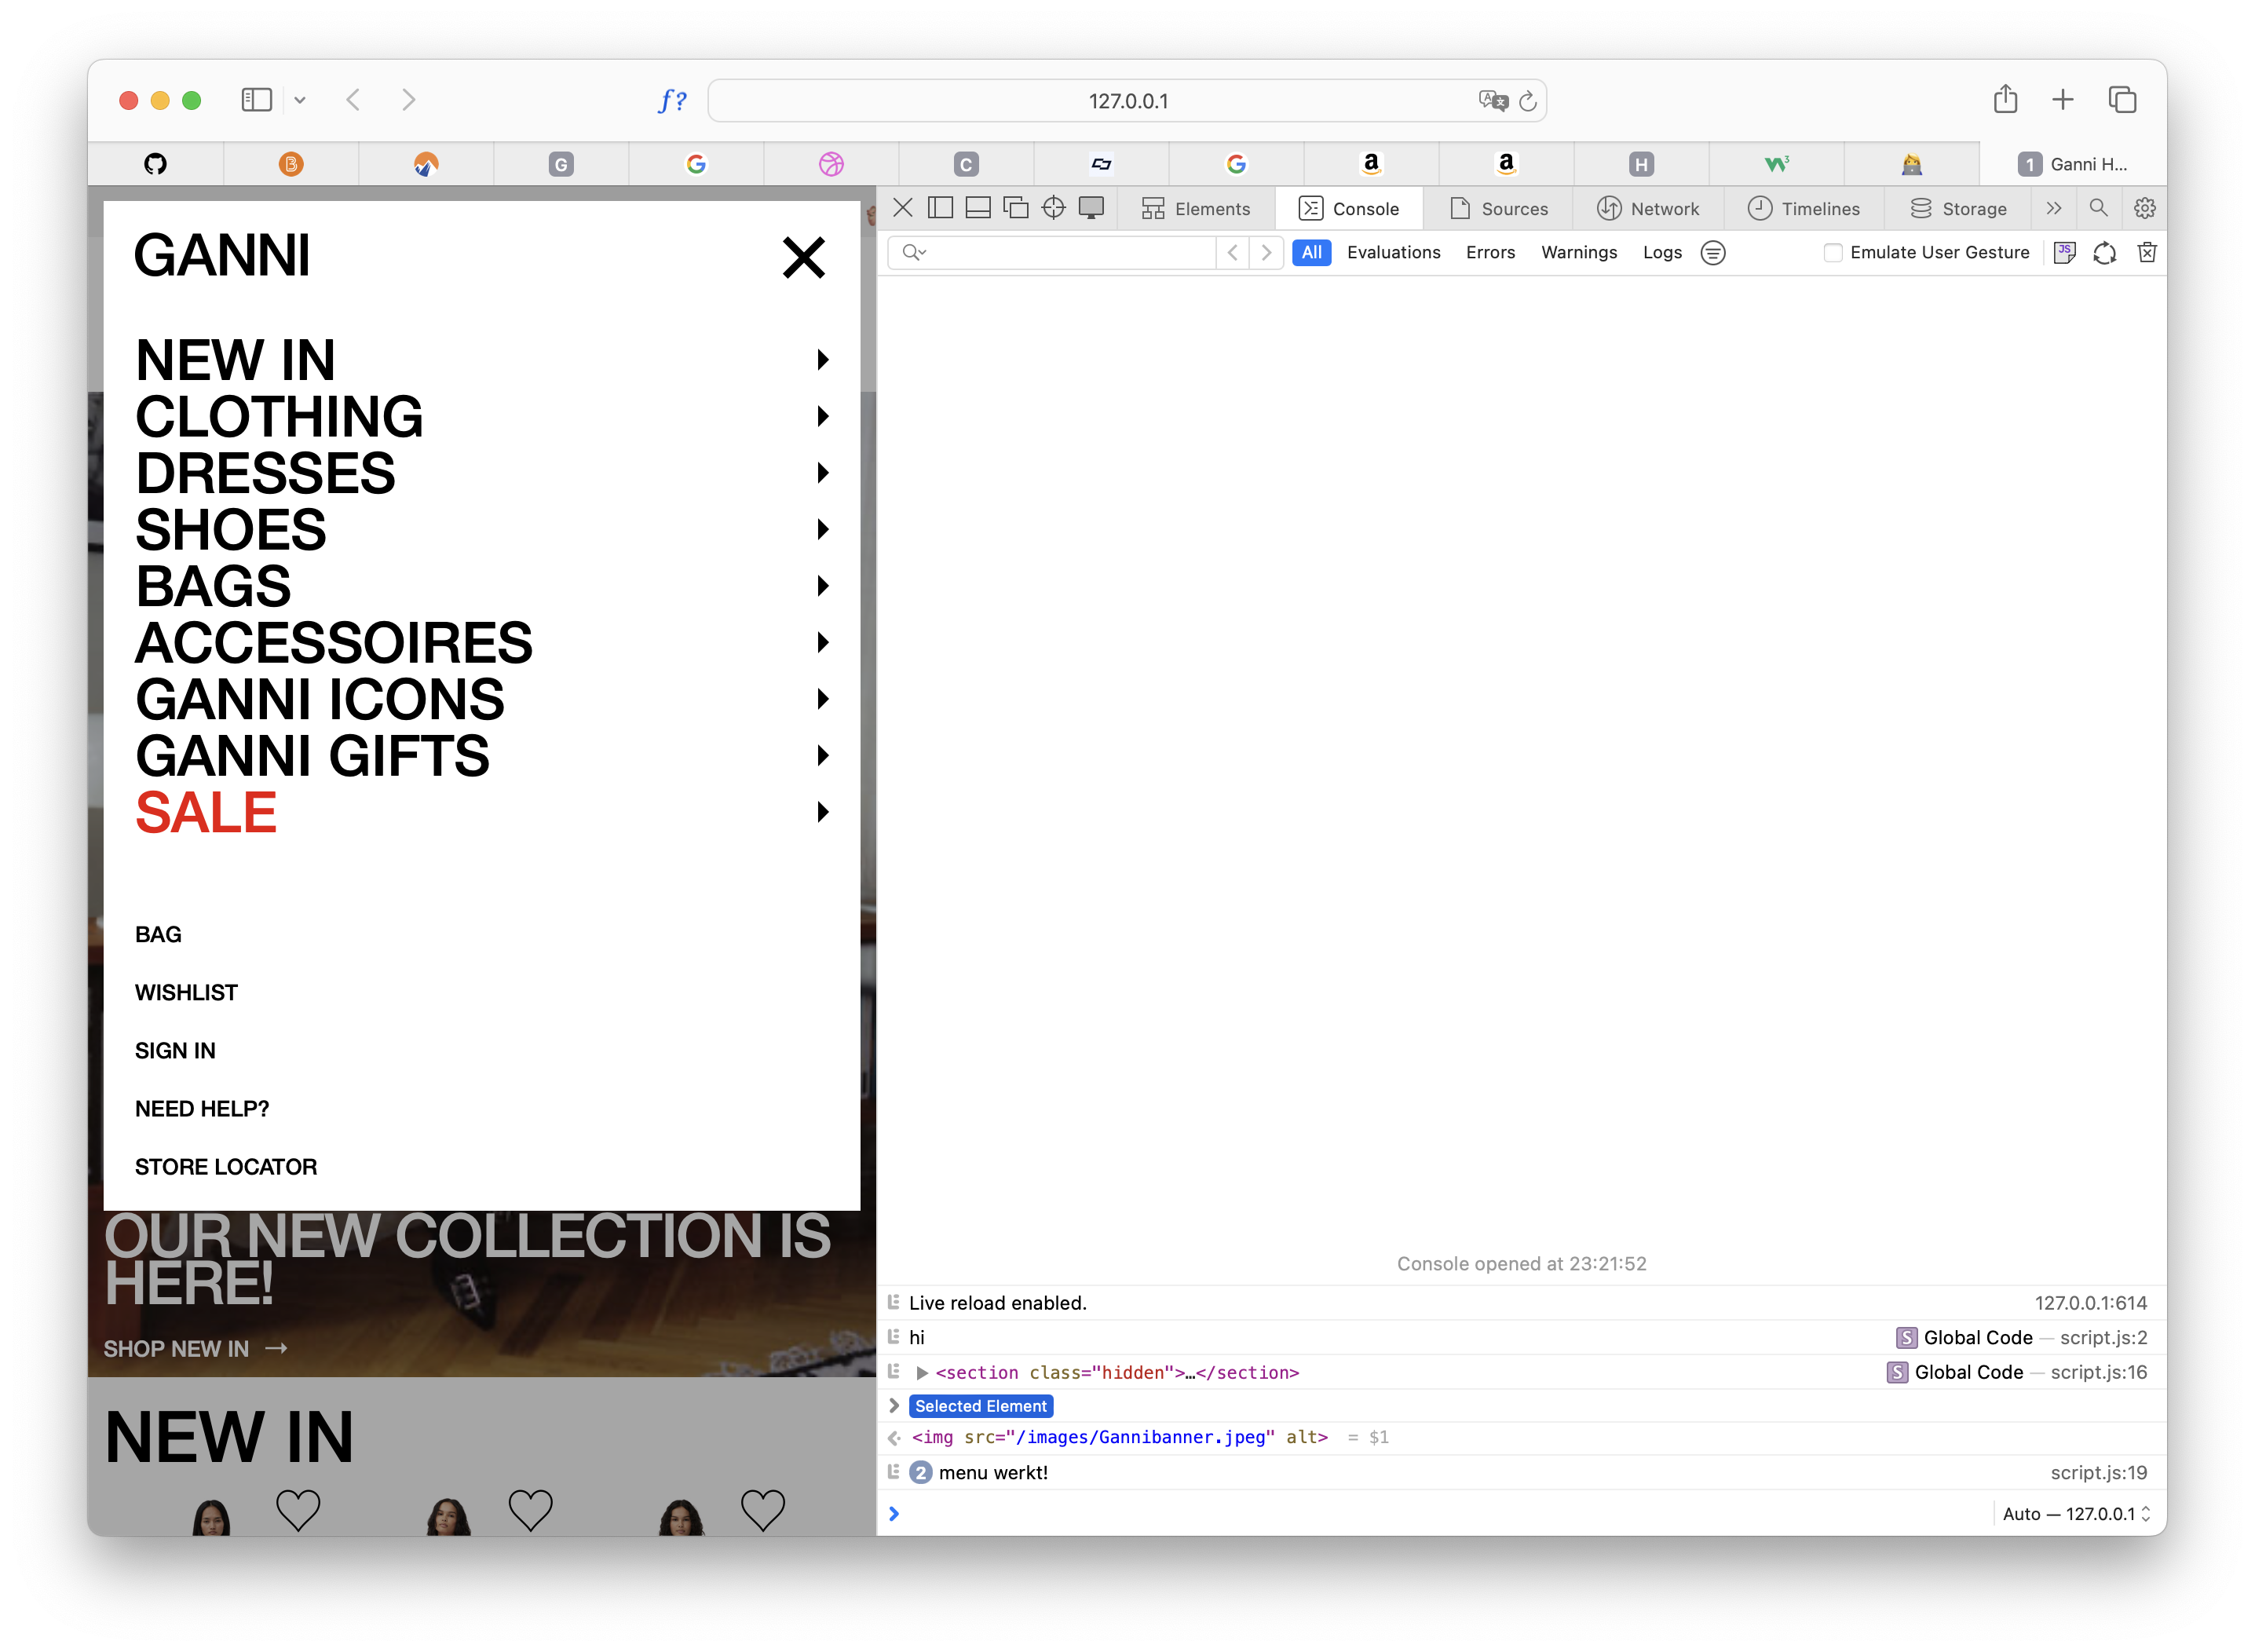 127.0.0.1
G
C
a
a
H
1 Ganni H...
Elements
Console
Sources
Network
Timelines
Storage
All
Evaluations
Errors
Warnings
Logs
Emulate User Gesture
GANNI
NEW IN
CLOTHING
DRESSES
SHOES
BAGS
ACCESSOIRES
GANNI ICONS
GANNI GIFTS
SALE
BAG
WISHLIST
SIGN IN
NEED HELP?
STORE LOCATOR
OUR NEW COLLECTION IS
HERE!
SHOP NEW IN →
NEW IN
Console opened at 23:21:52
Live reload enabled. 127.0.0.1:614
hi S Global Code — script.js:2
<section class="hidden">…</section> S Global Code — script.js:16
Selected Element
<img src="/images/Gannibanner.jpeg" alt> = $1
2 menu werkt! script.js:19
Auto — 127.0.0.1